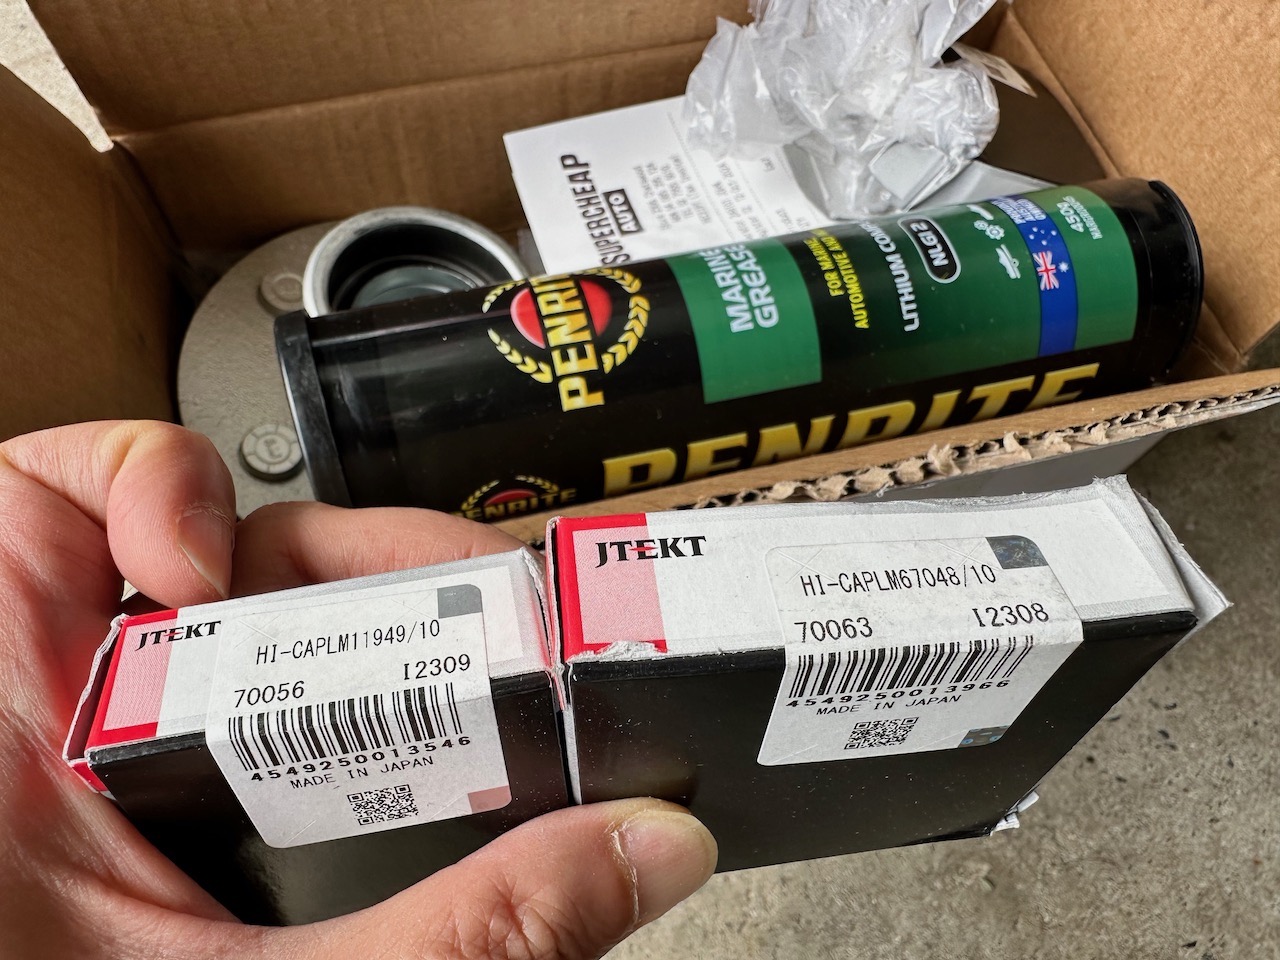 SUPERCHEAP
AUTO
PENRITE
MARINE
GREASE
FOR MARINE
AUTOMOTIVE AND
LITHIUM
NLGI 2
450g
PENRITE
PENRITE
JTEKT
HI-CAPLM11949/10
70056 I2309
4549250013546
MADE IN JAPAN
JTEKT
HI-CAPLM67048/10
70063 I2308
4549250013966
MADE IN JAPAN